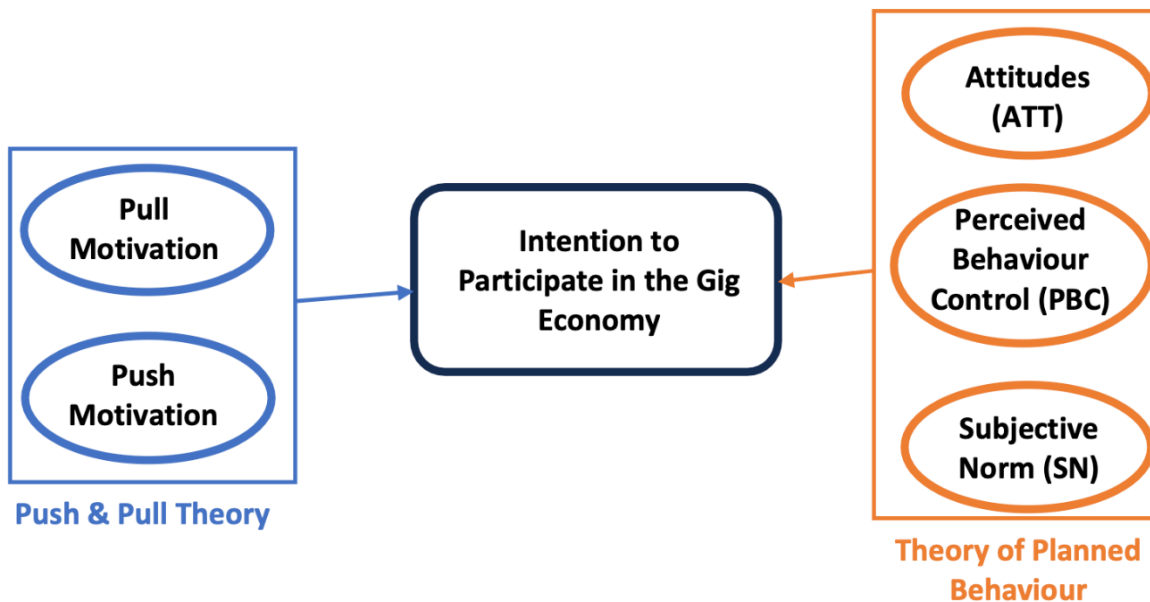 Pull
Motivation
Push
Motivation
Push & Pull Theory
Intention to
Participate in the Gig
Economy
Attitudes
(ATT)
Perceived
Behaviour
Control (PBC)
Subjective
Norm (SN)
Theory of Planned
Behaviour